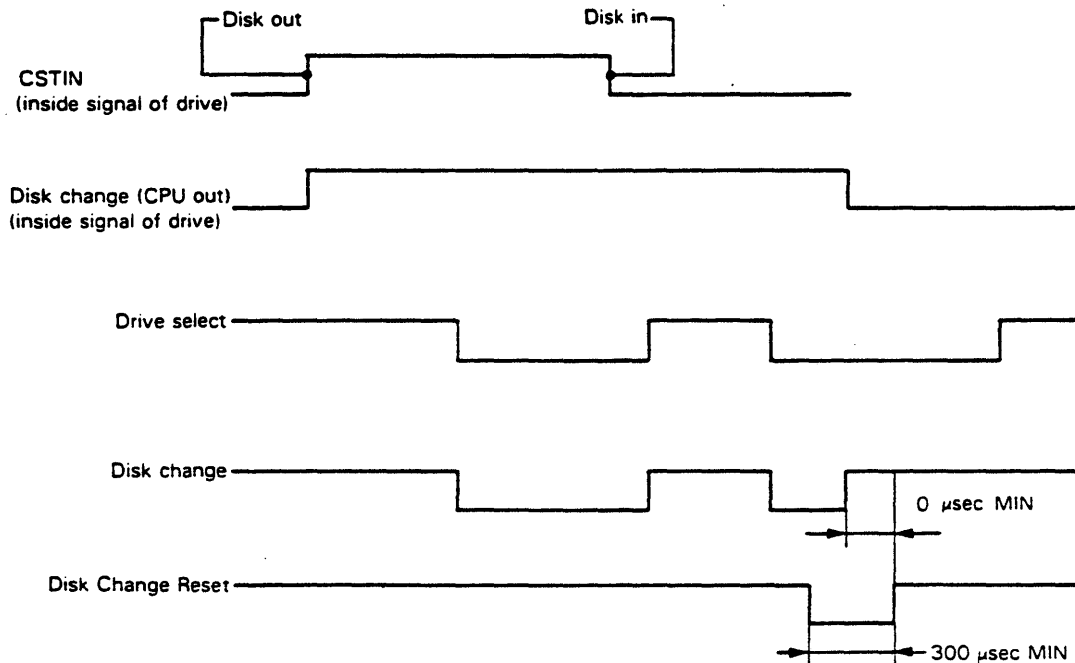 Disk out
Disk in
CSTIN
(inside signal of drive)
Disk change (CPU out)
(inside signal of drive)
Drive select
Disk change
0 µsec MIN
Disk Change Reset
300 µsec MIN